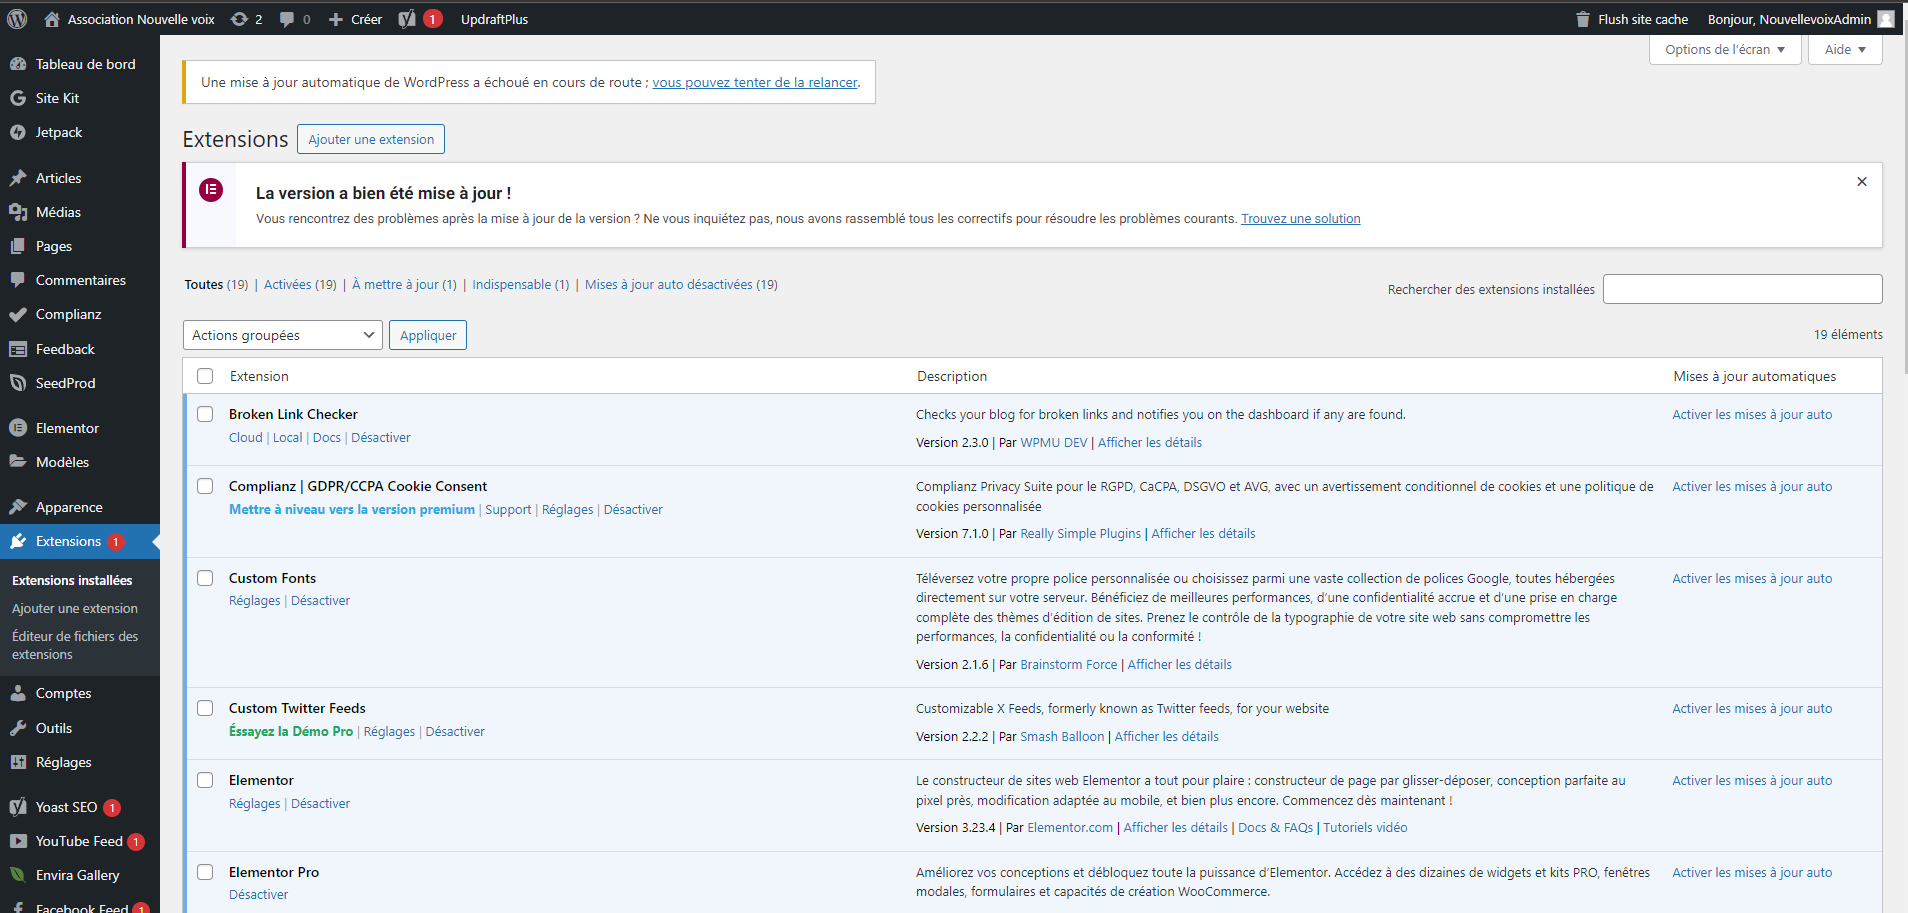 Association Nouvelle voix 2 0 Créer 1 UpdraftPlus Flush site cache Bonjour, NouvellevoixAdmin
Options de l'écran ▼ Aide ▼
Tableau de bord
Site Kit
Jetpack
Articles
Médias
Pages
Commentaires
Complianz
Feedback
SeedProd
Elementor
Modèles
Apparence
Extensions 1
Extensions installées
Ajouter une extension
Éditeur de fichiers des
extensions
Comptes
Outils
Réglages
Yoast SEO 1
YouTube Feed 1
Envira Gallery
Facebook Feed 1
Une mise à jour automatique de WordPress a échoué en cours de route ; vous pouvez tenter de la relancer.
Extensions Ajouter une extension
La version a bien été mise à jour !
Vous rencontrez des problèmes après la mise à jour de la version ? Ne vous inquiétez pas, nous avons rassemblé tous les correctifs pour résoudre les problèmes courants. Trouvez une solution
Toutes (19) | Activées (19) | À mettre à jour (1) | Indispensable (1) | Mises à jour auto désactivées (19)
Rechercher des extensions installées
Actions groupées Appliquer
19 éléments
Extension Description Mises à jour automatiques
Broken Link Checker
Cloud | Local | Docs | Désactiver
Checks your blog for broken links and notifies you on the dashboard if any are found.
Version 2.3.0 | Par WPMU DEV | Afficher les détails
Activer les mises à jour auto
Complianz | GDPR/CCPA Cookie Consent
Mettre à niveau vers la version premium | Support | Réglages | Désactiver
Complianz Privacy Suite pour le RGPD, CaCPA, DSGVO et AVG, avec un avertissement conditionnel de cookies et une politique de
cookies personnalisée
Version 7.1.0 | Par Really Simple Plugins | Afficher les détails
Activer les mises à jour auto
Custom Fonts
Réglages | Désactiver
Téléversez votre propre police personnalisée ou choisissez parmi une vaste collection de polices Google, toutes hébergées
directement sur votre serveur. Bénéficiez de meilleures performances, d'une confidentialité accrue et d'une prise en charge
complète des thèmes d'édition de sites. Prenez le contrôle de la typographie de votre site web sans compromettre les
performances, la confidentialité ou la conformité !
Version 2.1.6 | Par Brainstorm Force | Afficher les détails
Activer les mises à jour auto
Custom Twitter Feeds
Éssayez la Démo Pro | Réglages | Désactiver
Customizable X Feeds, formerly known as Twitter feeds, for your website
Version 2.2.2 | Par Smash Balloon | Afficher les détails
Activer les mises à jour auto
Elementor
Réglages | Désactiver
Le constructeur de sites web Elementor a tout pour plaire : constructeur de page par glisser-déposer, conception parfaite au
pixel près, modification adaptée au mobile, et bien plus encore. Commencez dès maintenant !
Version 3.23.4 | Par Elementor.com | Afficher les détails | Docs & FAQs | Tutoriels vidéo
Activer les mises à jour auto
Elementor Pro
Désactiver
Améliorez vos conceptions et débloquez toute la puissance d'Elementor. Accédez à des dizaines de widgets et kits PRO, fenêtres
modales, formulaires et capacités de création WooCommerce.
Activer les mises à jour auto